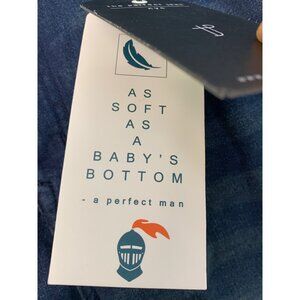 AS
SOFT
AS
A
BABY'S
BOTTOM
- a perfect man